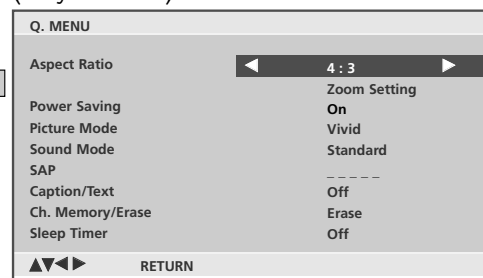 Q. MENU
Aspect Ratio ◀ 4 : 3 ▶
Zoom Setting
Power Saving On
Picture Mode Vivid
Sound Mode Standard
SAP _ _ _ _ _
Caption/Text Off
Ch. Memory/Erase Erase
Sleep Timer Off
▲▼◀▶ RETURN